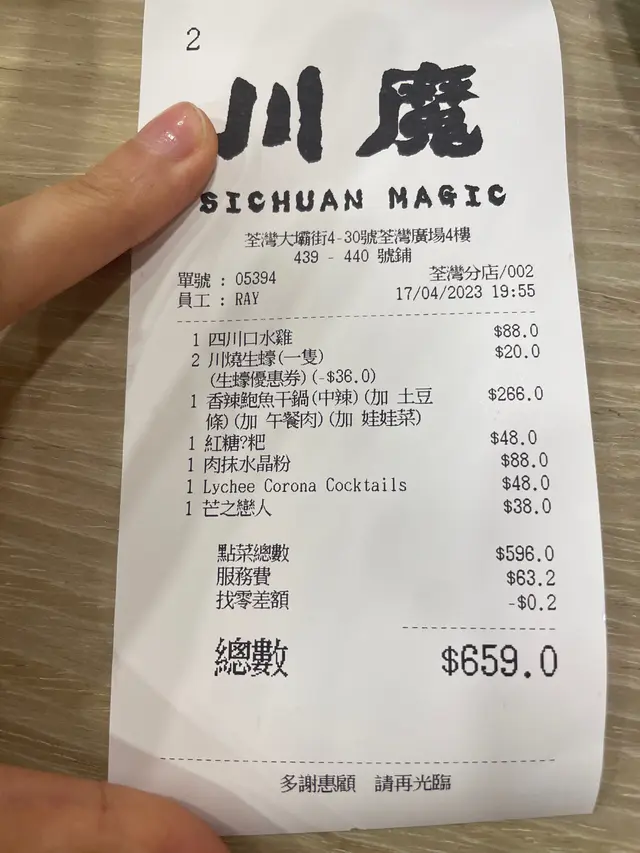 2
川魔
SICHUAN MAGIC
荃灣大壩街4-30號荃灣廣場4樓
439 - 440 號鋪
單號 : 05394 荃灣分店/002
員工 : RAY 17/04/2023 19:55
1 四川口水雞 $88.0
2 川燒生蠔(一隻) $20.0
(生蠔優惠券)(-$36.0)
1 香辣鮑魚干鍋(中辣)(加 土豆 $266.0
條)(加 午餐肉)(加 娃娃菜)
1 紅糖?粑 $48.0
1 肉抹水晶粉 $88.0
1 Lychee Corona Cocktails $48.0
1 芒之戀人 $38.0
點菜總數 $596.0
服務費 $63.2
找零差額 -$0.2
總數 $659.0
多謝惠顧 請再光臨